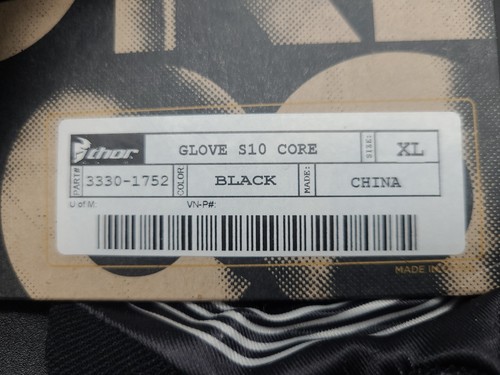 thor
GLOVE S10 CORE
SIZE:
XL
PART#
3330-1752
COLOR
BLACK
MADE:
CHINA
U of M
VN-P#:
MADE IN